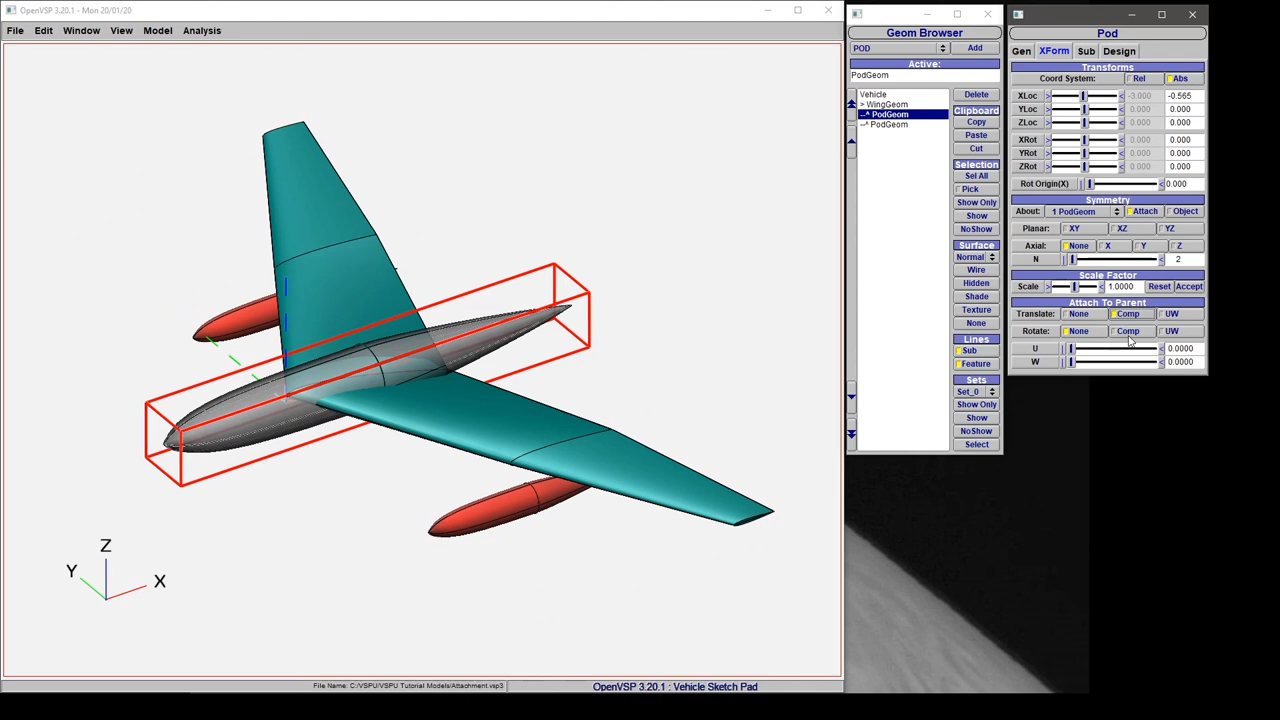 OpenVSP 3.20.1 - Mon 20/01/20
File Edit Window View Model Analysis
Z
Y
X
File Name: C:/VSPU/VSPU Tutorial Models/Attachment.vsp3
OpenVSP 3.20.1 : Vehicle Sketch Pad
Geom Browser
POD Add
Active:
PodGeom
Vehicle
> WingGeom
--^ PodGeom
--^ PodGeom
Delete
Clipboard
Copy
Paste
Cut
Selection
Sel All
Pick
Show Only
Show
NoShow
Surface
Normal
Wire
Hidden
Shade
Texture
None
Lines
Sub
Feature
Sets
Set_0
Show Only
Show
NoShow
Select
Pod
Gen XForm Sub Design
Transforms
Coord System: Rel Abs
XLoc > < -3.000 -0.565
YLoc > < 0.000 0.000
ZLoc > < 0.000 0.000
XRot > < 0.000 0.000
YRot > < 0.000 0.000
ZRot > < 0.000 0.000
Rot Origin(X) | < 0.000
Symmetry
About: 1 PodGeom Attach Object
Planar: XY XZ YZ
Axial: None X Y Z
N | < 2
Scale Factor
Scale > < 1.0000 Reset Accept
Attach To Parent
Translate: None Comp UW
Rotate: None Comp UW
U | < 0.0000
W | < 0.0000